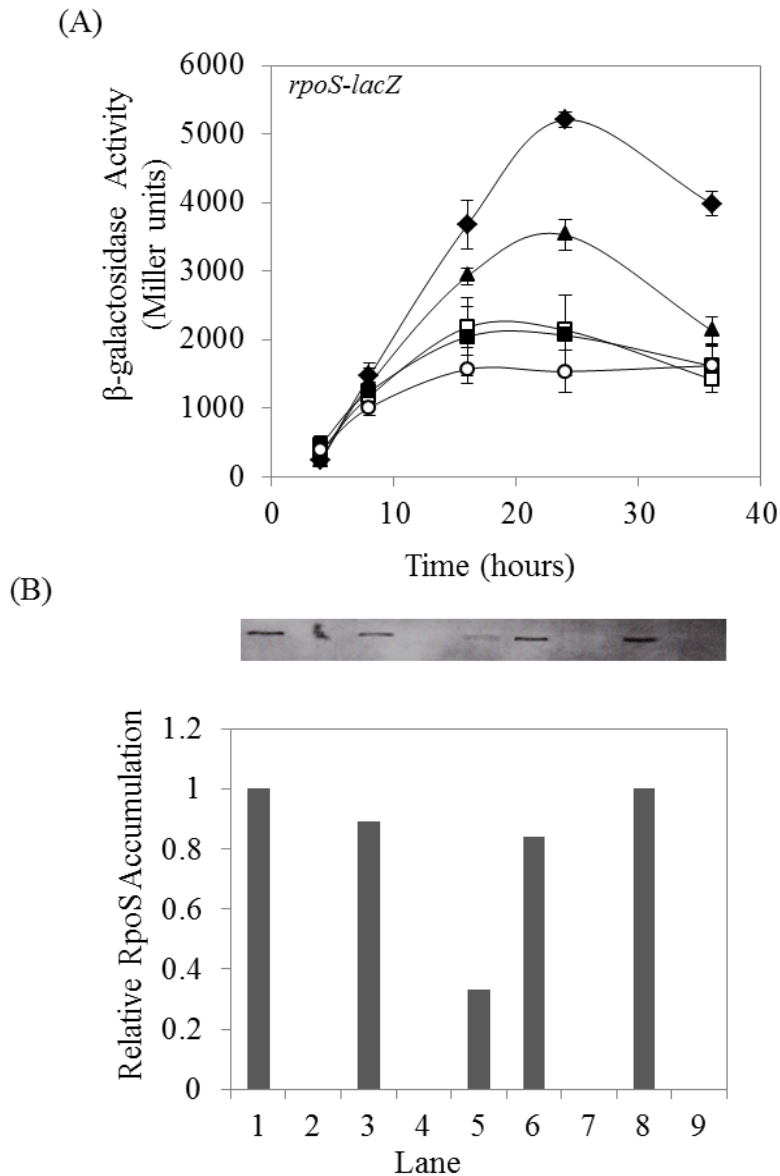 (A)
rpoS-lacZ
β-galactosidase Activity
(Miller units)
6000
5000
4000
3000
2000
1000
0
0 10 20 30 40
Time (hours)
(B)
Relative RpoS Accumulation
1.2
1
0.8
0.6
0.4
0.2
0
1 2 3 4 5 6 7 8 9
Lane